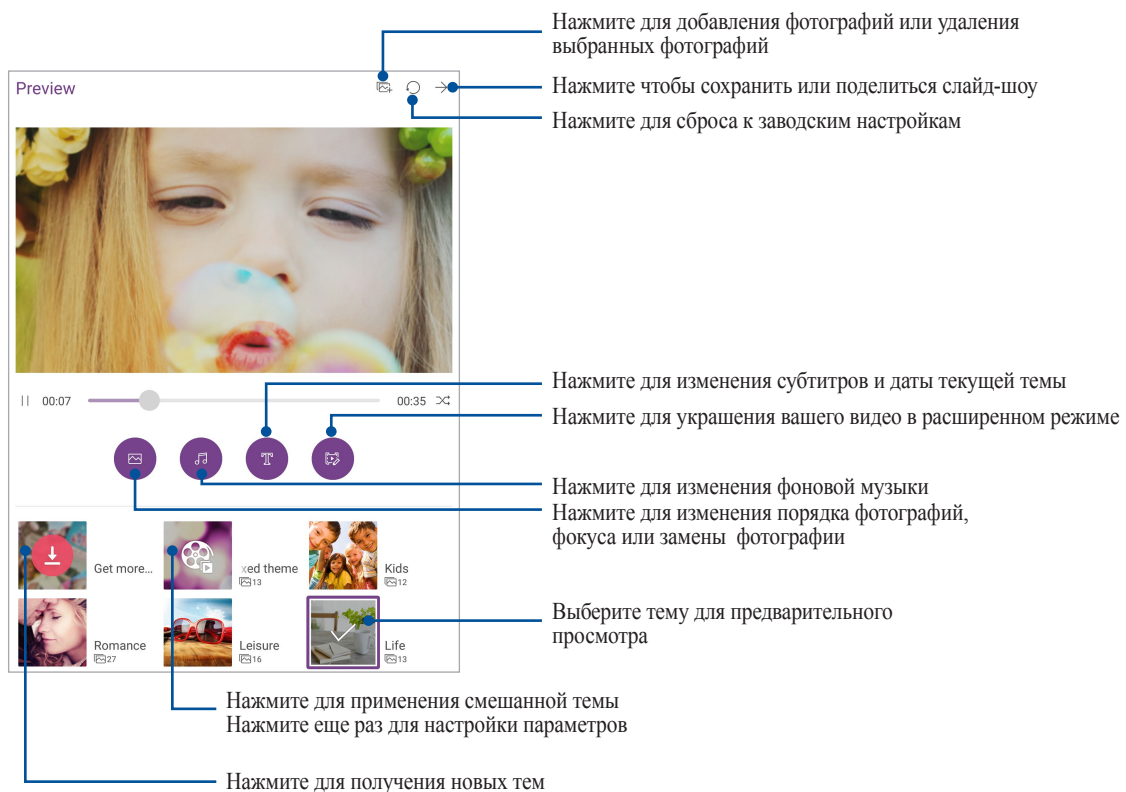 Нажмите для добавления фотографий или удаления
выбранных фотографий
Preview
Нажмите чтобы сохранить или поделиться слайд-шоу
Нажмите для сброса к заводским настройкам
Нажмите для изменения субтитров и даты текущей темы
00:07
00:35
Нажмите для украшения вашего видео в расширенном режиме
T
Нажмите для изменения фоновой музыки
Нажмите для изменения порядка фотографий,
фокуса или замены фотографии
Get more...
xed theme
13
Kids
12
Выберите тему для предварительного
просмотра
Romance
27
Leisure
16
Life
13
Нажмите для применения смешанной темы
Нажмите еще раз для настройки параметров
Нажмите для получения новых тем